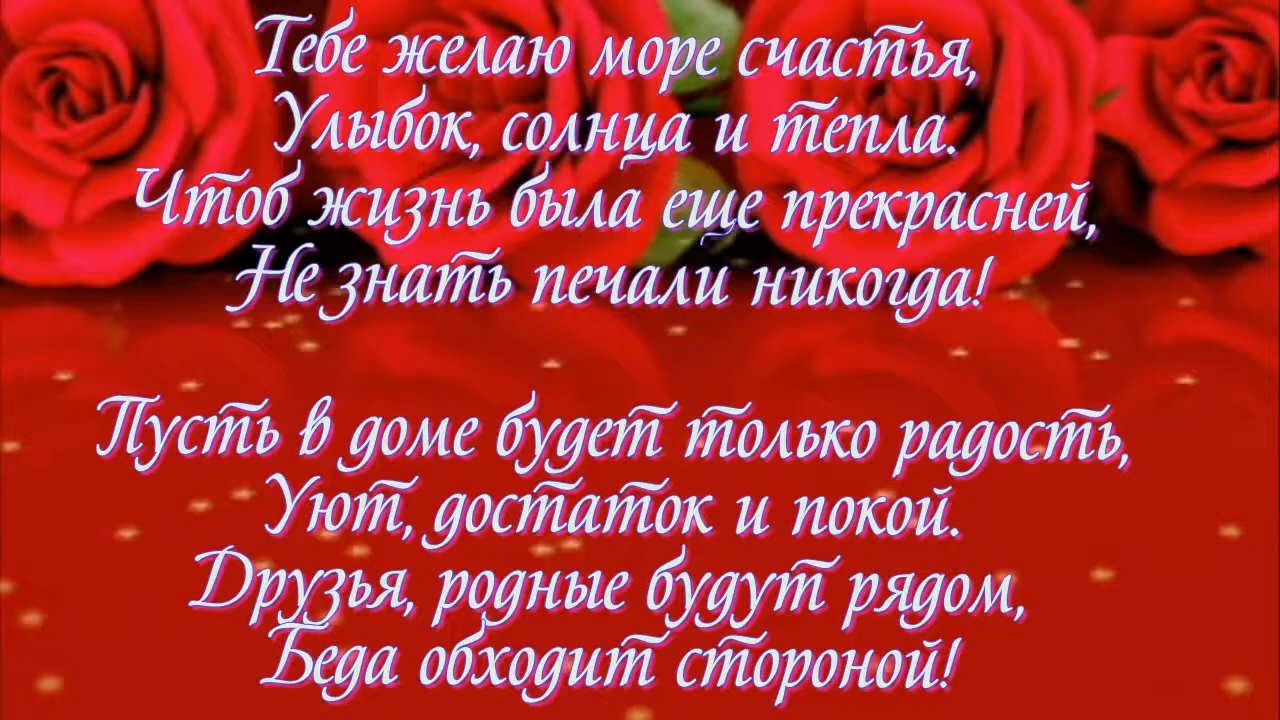 Тебе желаю море счастья,
Улыбок, солнца и тепла.
Чтоб жизнь была еще прекрасней,
Не знать печали никогда!
Пусть в доме будет только радость,
Уют, достаток и покой.
Друзья, родные будут рядом,
Беда обходит стороной!